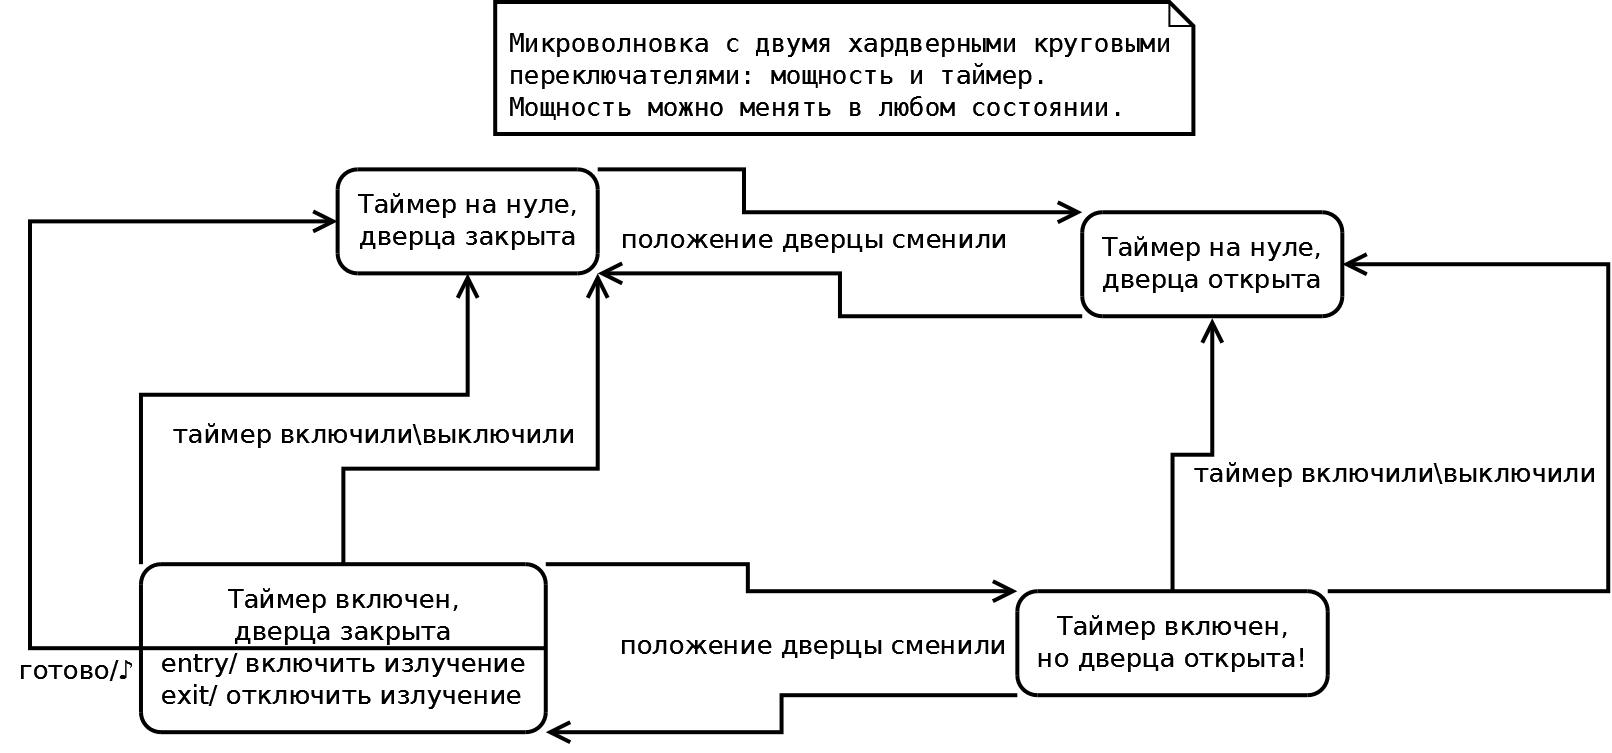 Микроволновка с двумя хардверными круговыми
переключателями: мощность и таймер.
Мощность можно менять в любом состоянии.
Таймер на нуле,
дверца закрыта
положение дверцы сменили
Таймер на нуле,
дверца открыта
таймер включили\выключили
таймер включили\выключили
Таймер включен,
дверца закрыта
entry/ включить излучение
exit/ отключить излучение
готово/♪
положение дверцы сменили
Таймер включен,
но дверца открыта!